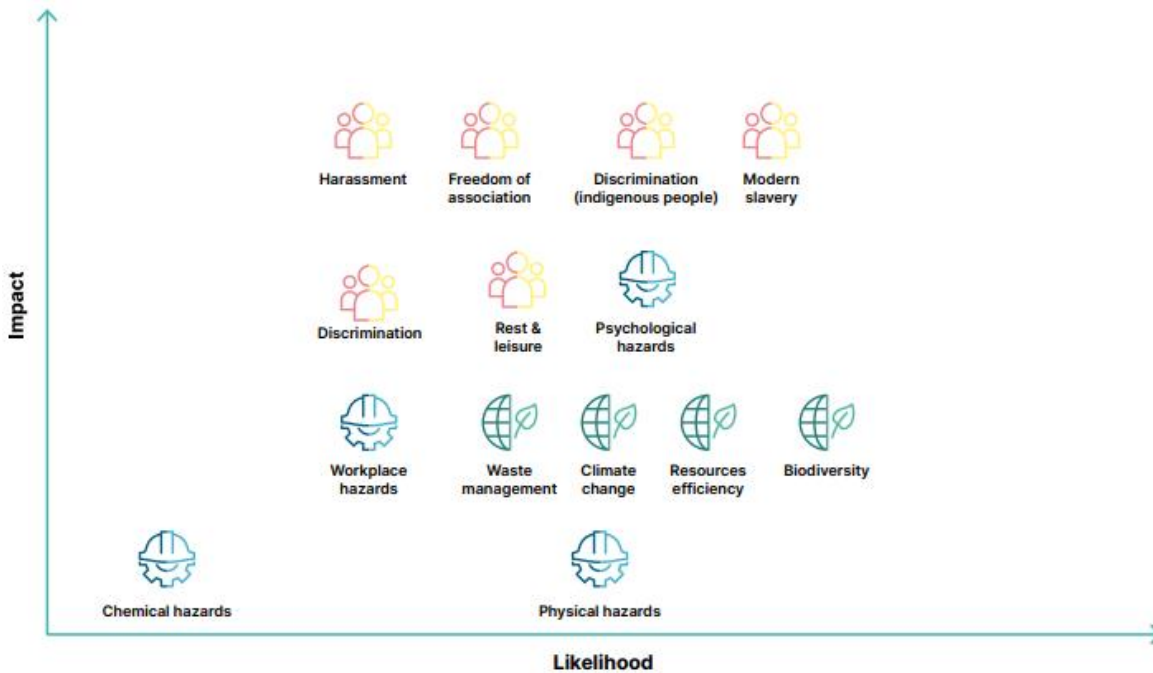 Impact
Harassment
Freedom of
association
Discrimination
(indigenous people)
Modern
slavery
Discrimination
Rest &
leisure
Psychological
hazards
Workplace
hazards
Waste
management
Climate
change
Resources
efficiency
Biodiversity
Chemical hazards
Physical hazards
Likelihood